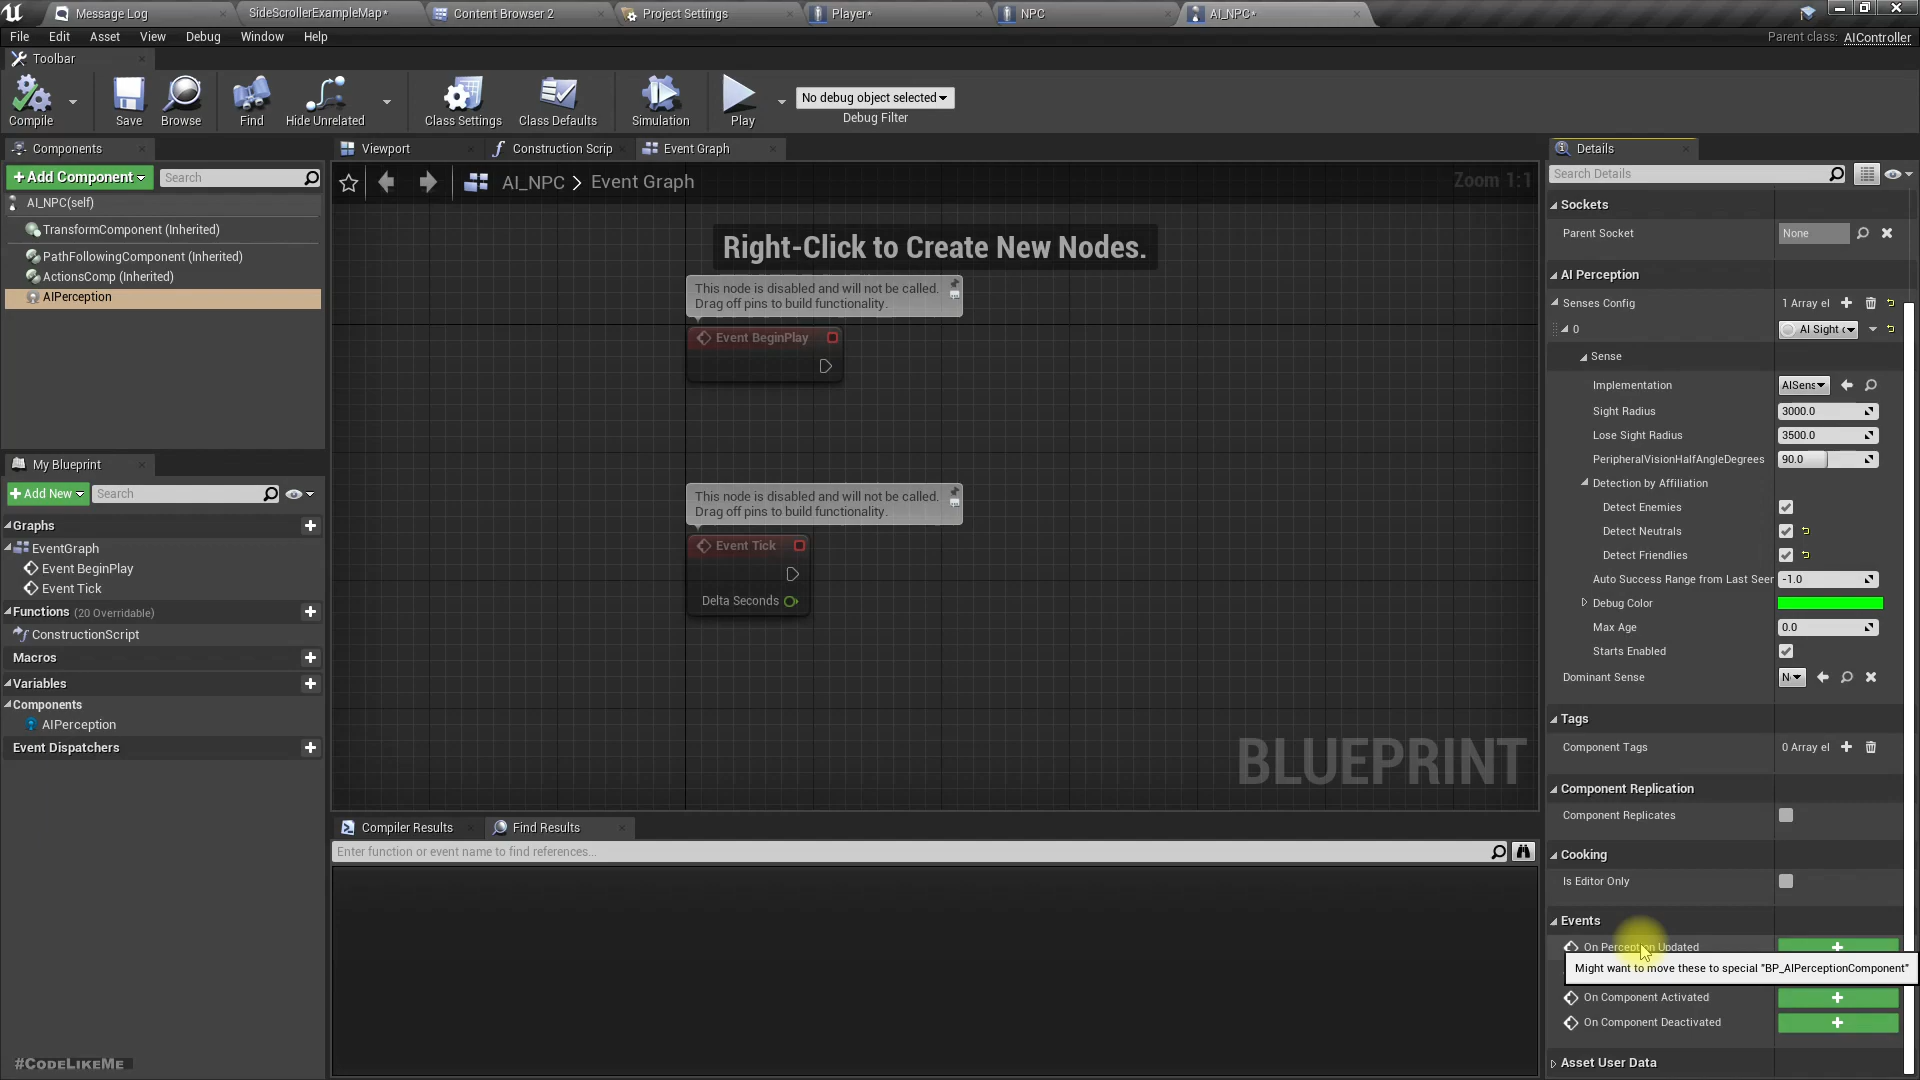 Message Log
SideScrollerExampleMap*
Content Browser 2
Project Settings
Player*
NPC
AI_NPC*
File Edit Asset View Debug Window Help
Parent class: AIController
Toolbar
Compile
Save
Browse
Find
Hide Unrelated
Class Settings
Class Defaults
Simulation
Play
No debug object selected
Debug Filter
Components
+Add Component
Search
AI_NPC(self)
TransformComponent (Inherited)
PathFollowingComponent (Inherited)
ActionsComp (Inherited)
AIPerception
My Blueprint
+Add New
Search
Graphs
EventGraph
Event BeginPlay
Event Tick
Functions (20 Overridable)
ConstructionScript
Macros
Variables
Components
AIPerception
Event Dispatchers
#CodeLikeMe
Viewport
Construction Scrip
Event Graph
AI_NPC > Event Graph
Zoom 1:1
Right-Click to Create New Nodes.
This node is disabled and will not be called.
Drag off pins to build functionality.
Event BeginPlay
This node is disabled and will not be called.
Drag off pins to build functionality.
Event Tick
Delta Seconds
BLUEPRINT
Compiler Results
Find Results
Enter function or event name to find references...
Details
Search Details
Sockets
Parent Socket None
AI Perception
Senses Config 1 Array el
0 AI Sight c
Sense
Implementation AISens
Sight Radius 3000.0
Lose Sight Radius 3500.0
PeripheralVisionHalfAngleDegrees 90.0
Detection by Affiliation
Detect Enemies
Detect Neutrals
Detect Friendlies
Auto Success Range from Last Seer -1.0
Debug Color
Max Age 0.0
Starts Enabled
Dominant Sense N
Tags
Component Tags 0 Array el
Component Replication
Component Replicates
Cooking
Is Editor Only
Events
On Perception Updated
Might want to move these to special "BP_AIPerceptionComponent"
On Component Activated
On Component Deactivated
Asset User Data